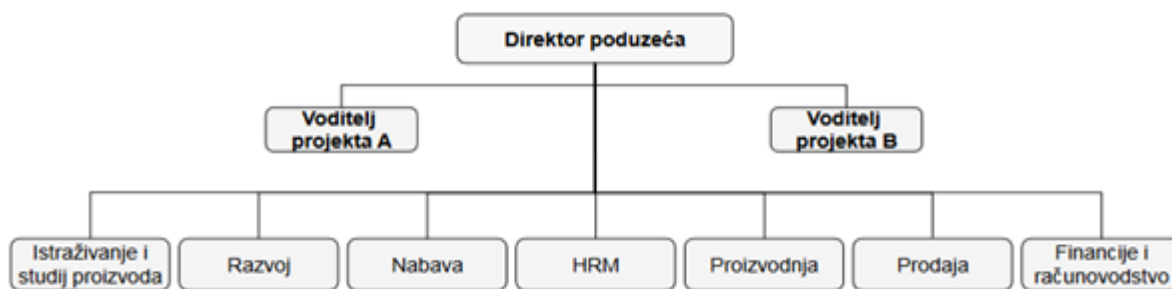 Direktor poduzeća
Voditelj
projekta A
Voditelj
projekta B
Istraživanje i
studij proizvoda
Razvoj
Nabava
HRM
Proizvodnja
Prodaja
Financije i
računovodstvo